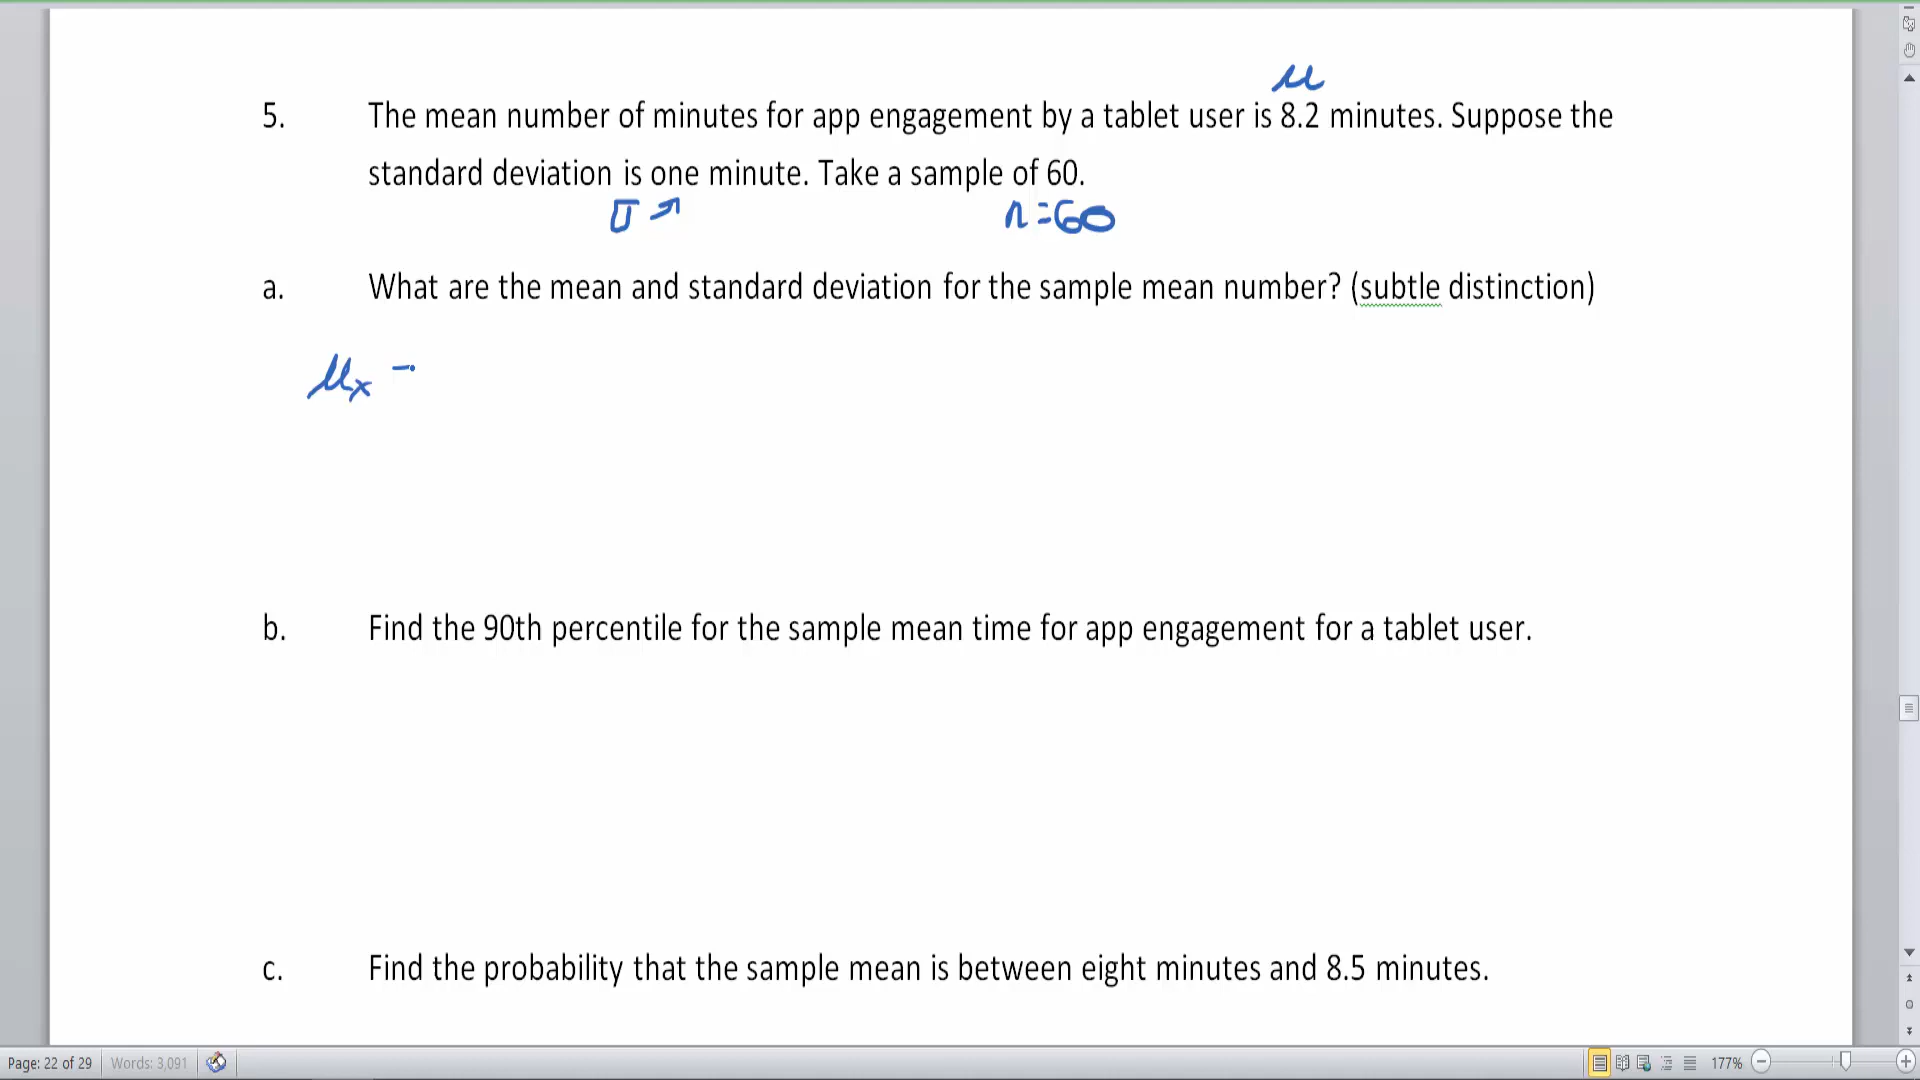 μ
5. The mean number of minutes for app engagement by a tablet user is 8.2 minutes. Suppose the
standard deviation is one minute. Take a sample of 60.
σ n=60
a. What are the mean and standard deviation for the sample mean number? (subtle distinction)
μx -
b. Find the 90th percentile for the sample mean time for app engagement for a tablet user.
c. Find the probability that the sample mean is between eight minutes and 8.5 minutes.
Page: 22 of 29 Words: 3,091 177%